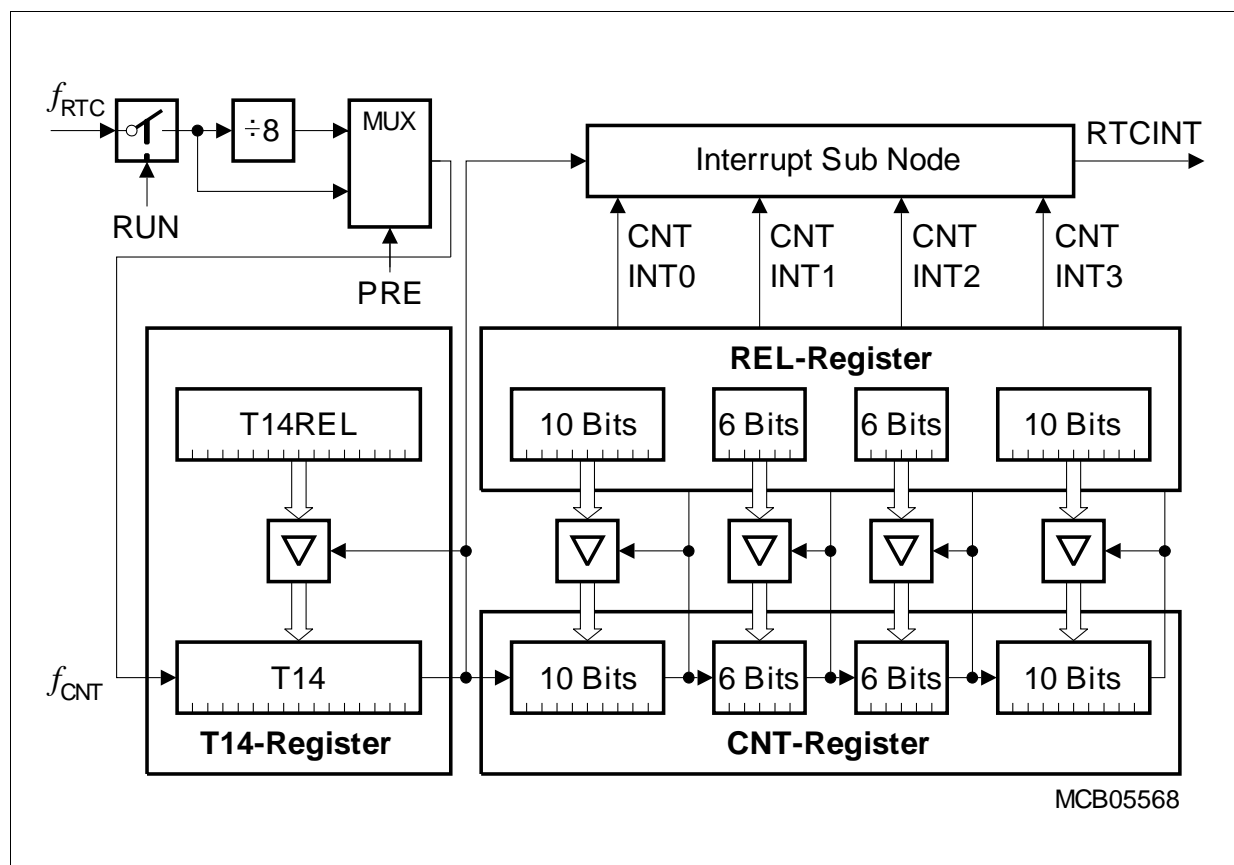 fRTC
÷8
MUX
RUN
PRE
Interrupt Sub Node
RTCINT
CNT INT0
CNT INT1
CNT INT2
CNT INT3
REL-Register
T14REL
10 Bits
6 Bits
6 Bits
10 Bits
fCNT
T14
10 Bits
6 Bits
6 Bits
10 Bits
T14-Register
CNT-Register
MCB05568